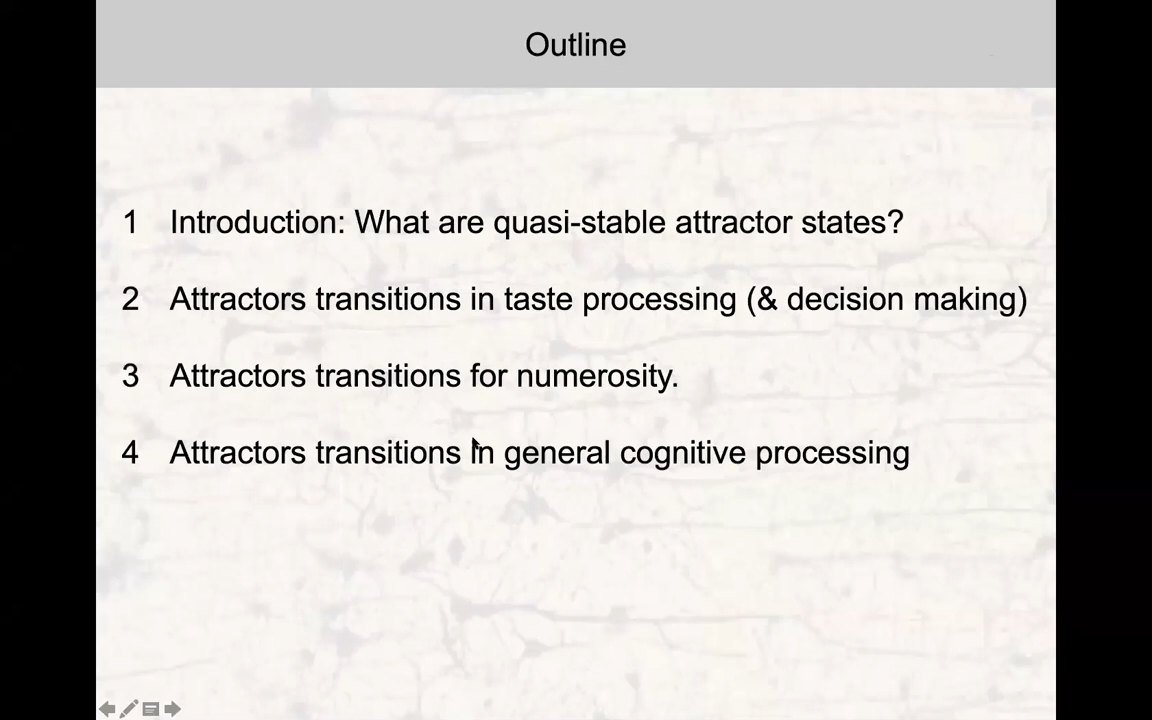 Outline
1 Introduction: What are quasi-stable attractor states?
2 Attractors transitions in taste processing (& decision making)
3 Attractors transitions for numerosity.
4 Attractors transitions in general cognitive processing